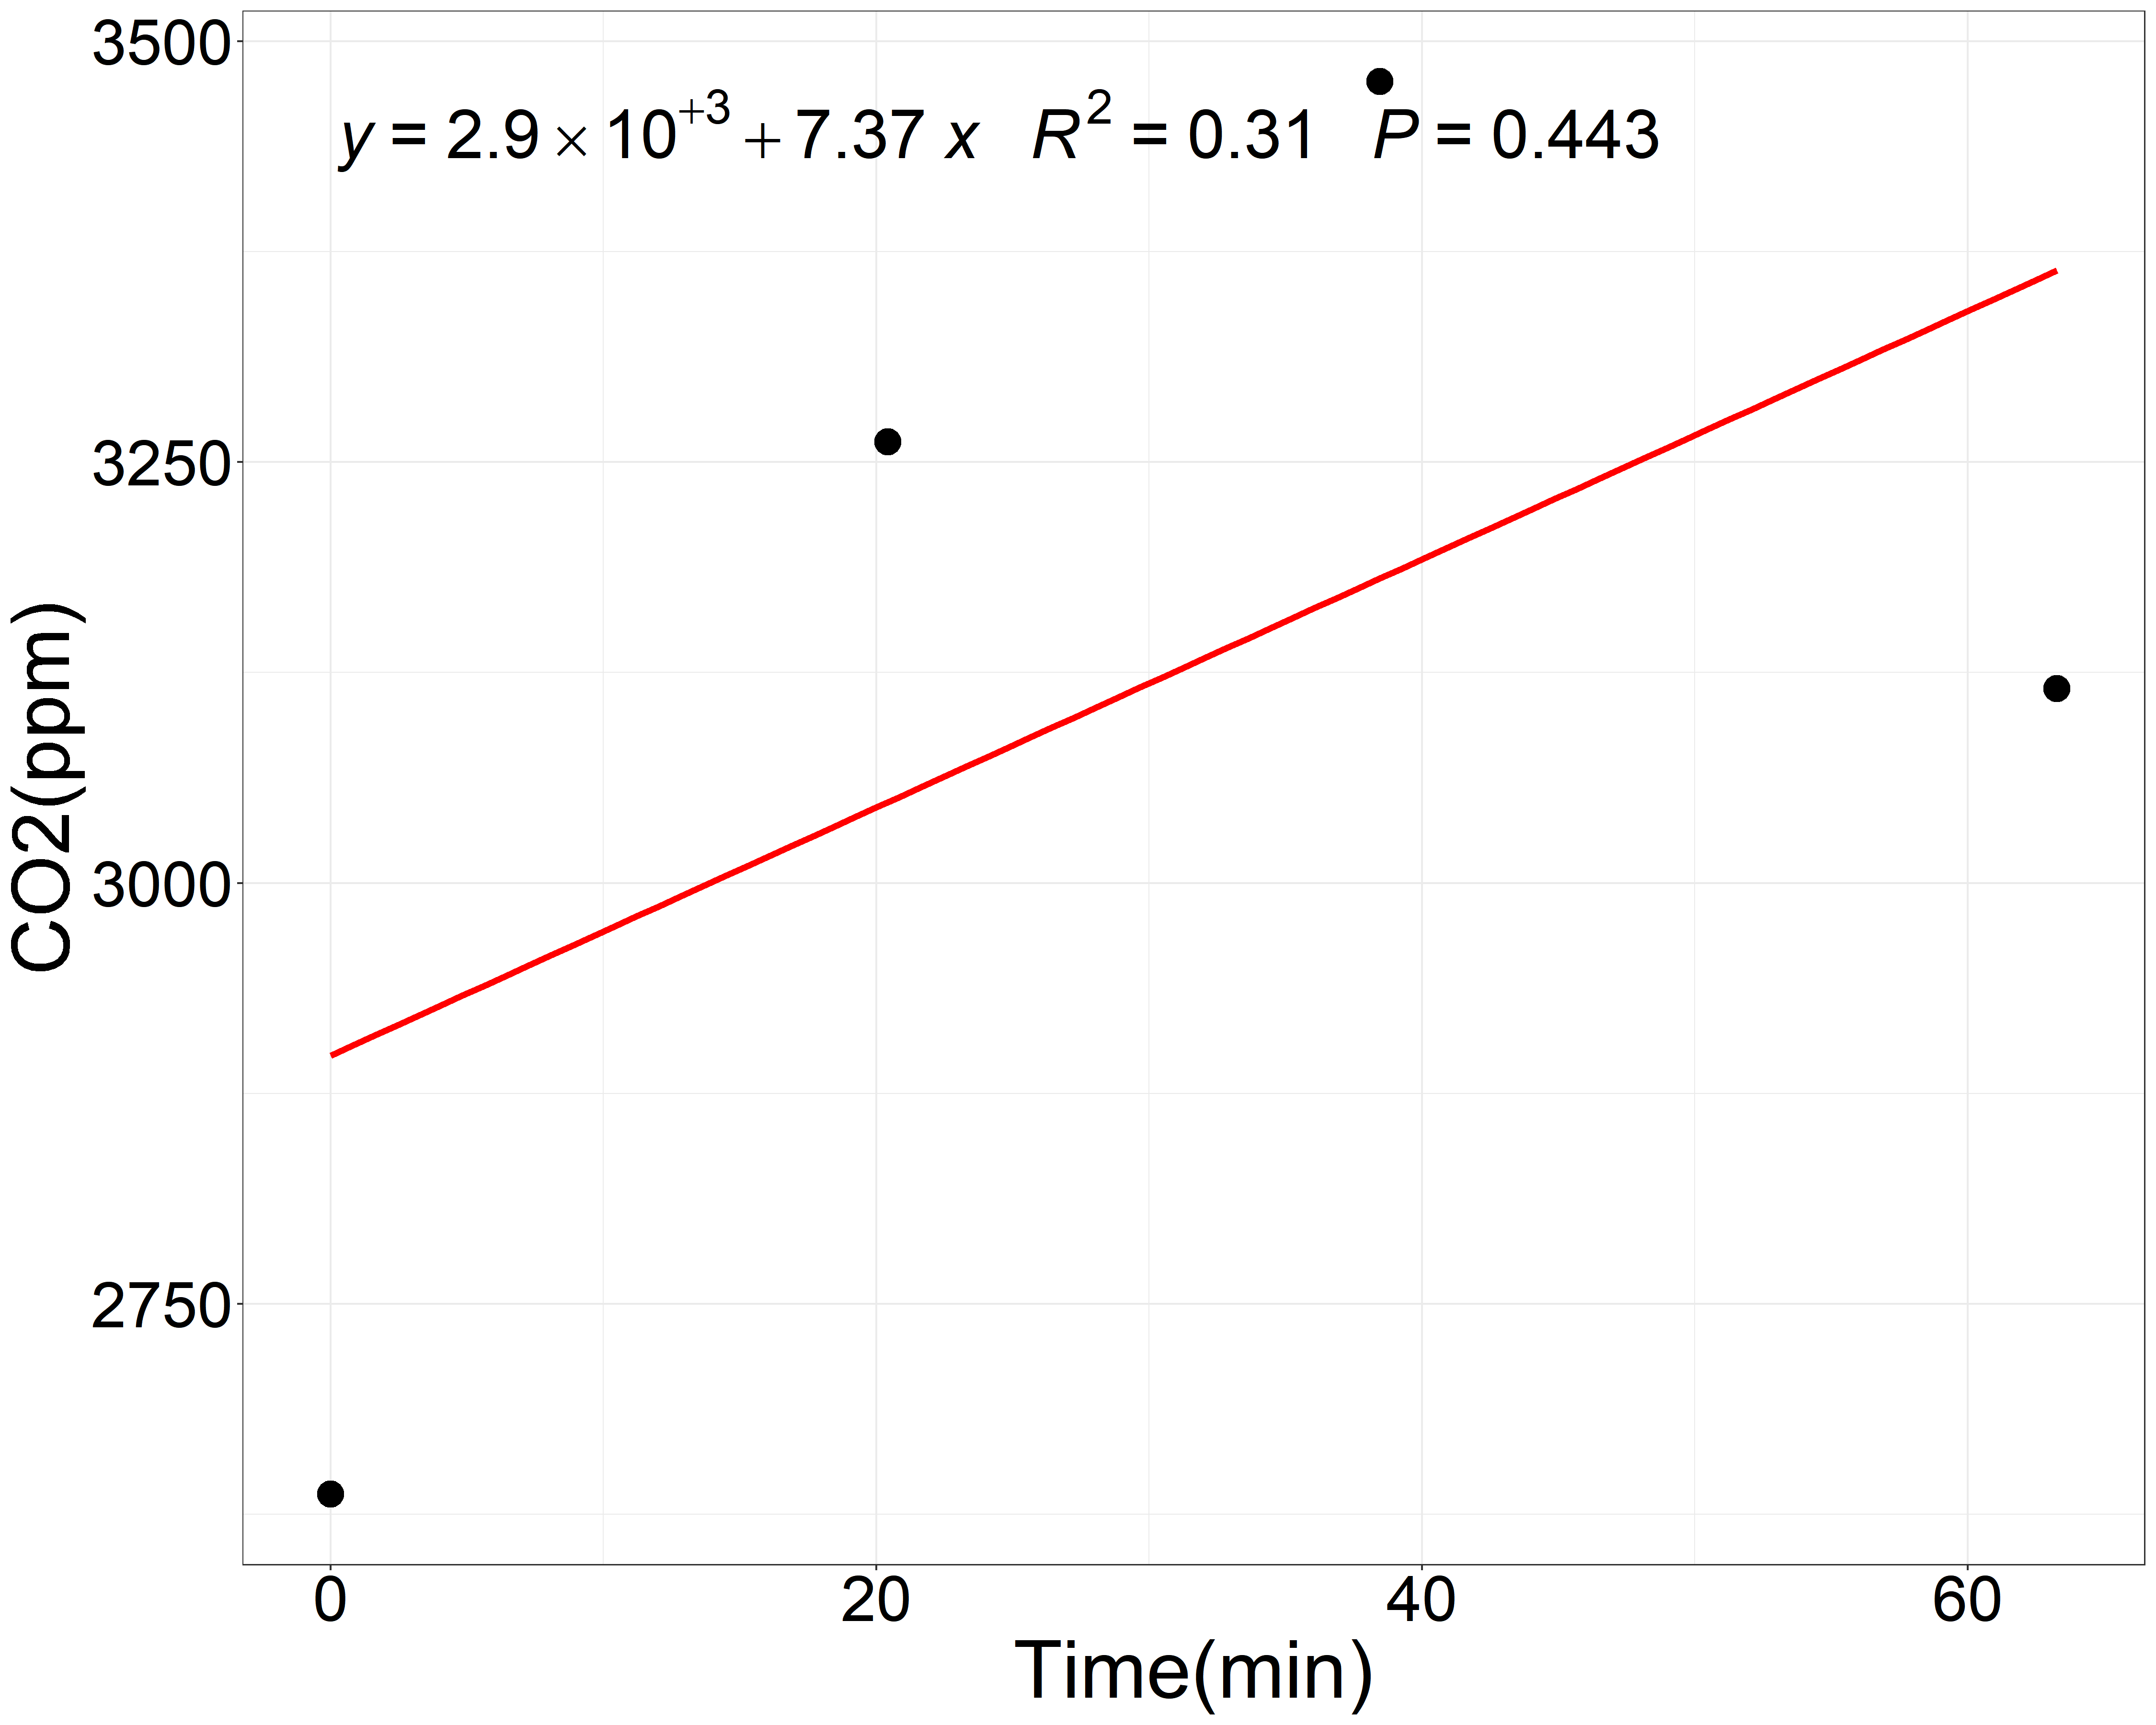 3500
y = 2.9 × 10⁺³ + 7.37 x R² = 0.31 P = 0.443
3250
3000
2750
CO2(ppm)
0 20 40 60
Time(min)